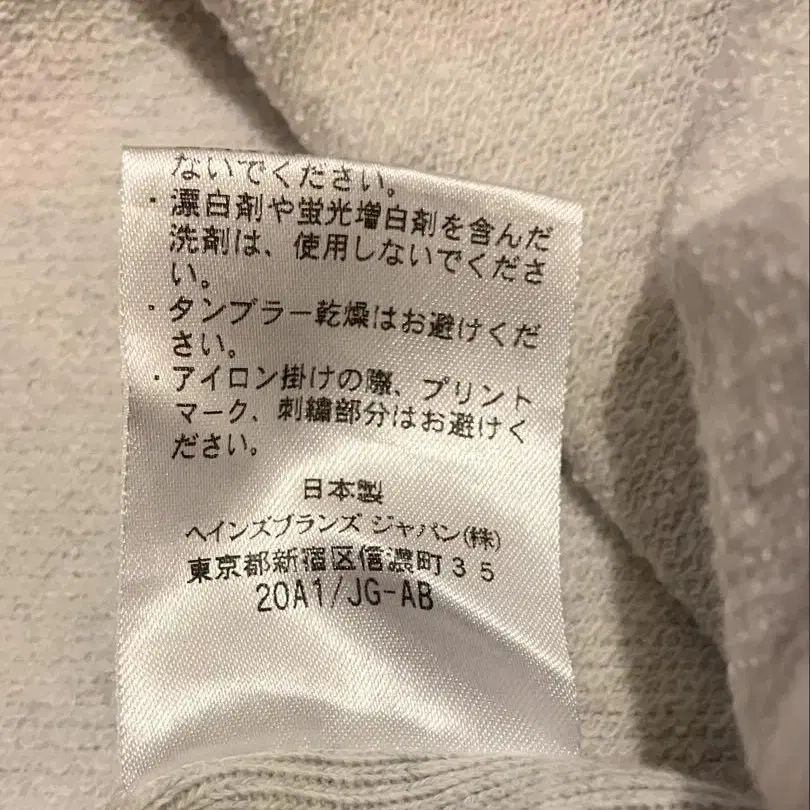 ないでください。
・漂白剤や蛍光増白剤を含んだ
洗剤は、使用しないでくださ
い。
・タンブラー乾燥はお避けくだ
さい。
・アイロン掛けの際、プリント
マーク、刺繍部分はお避けく
ださい。
日本製
ヘインズブランズ ジャパン(株)
東京都新宿区信濃町35
20A1/JG-AB